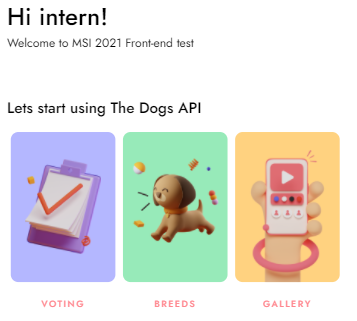 Hi intern!
Welcome to MSI 2021 Front-end test
Lets start using The Dogs API
VOTING
BREEDS
GALLERY